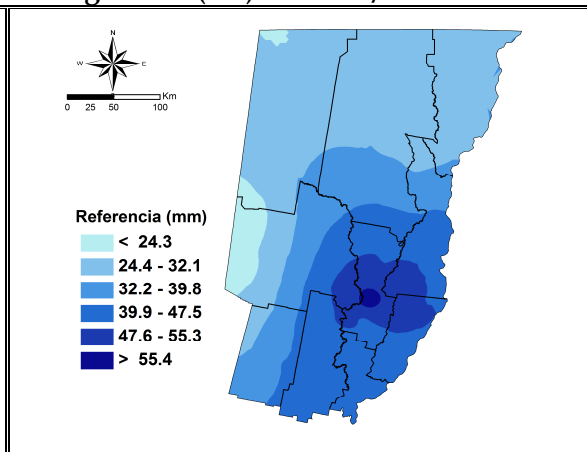 N
W E
S
Km
0 25 50 100
Referencia (mm)
< 24.3
24.4 - 32.1
32.2 - 39.8
39.9 - 47.5
47.6 - 55.3
> 55.4